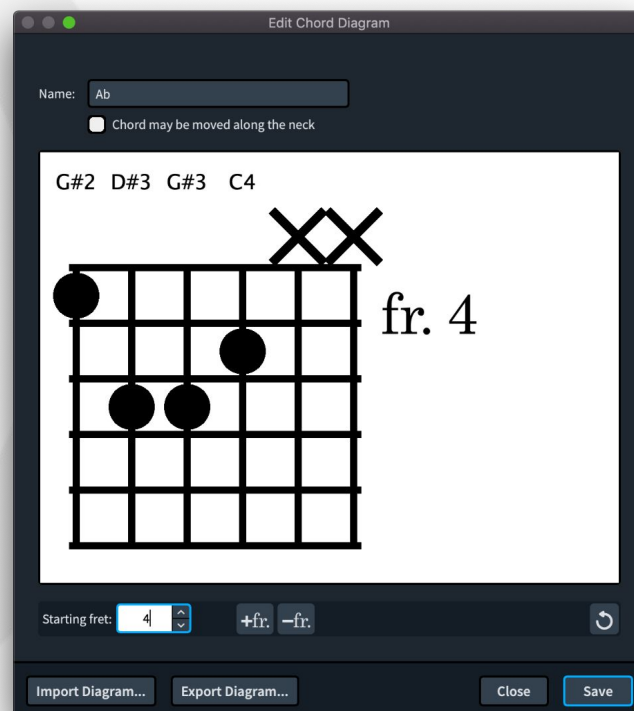 Edit Chord Diagram
Name: Ab
Chord may be moved along the neck
G#2 D#3 G#3 C4
fr. 4
Starting fret: 4 +fr. −fr.
Import Diagram... Export Diagram... Close Save